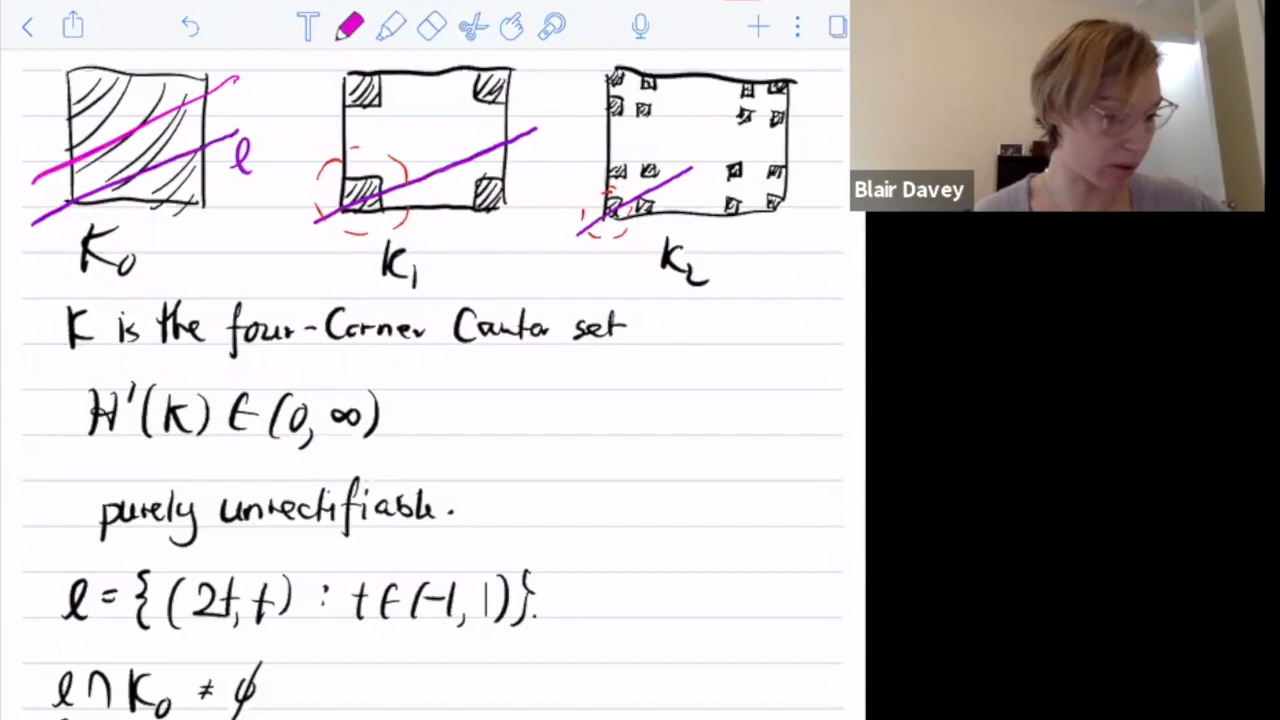 Blair Davey
ℓ
K₀ K₁ K₂
K is the four-Corner Cantor set
H¹(K) ∈ (0, ∞)
purely unrectifiable.
ℓ = {(2t, t) : t ∈ (-1, 1)}.
ℓ ∩ K₀ ≠ ∅